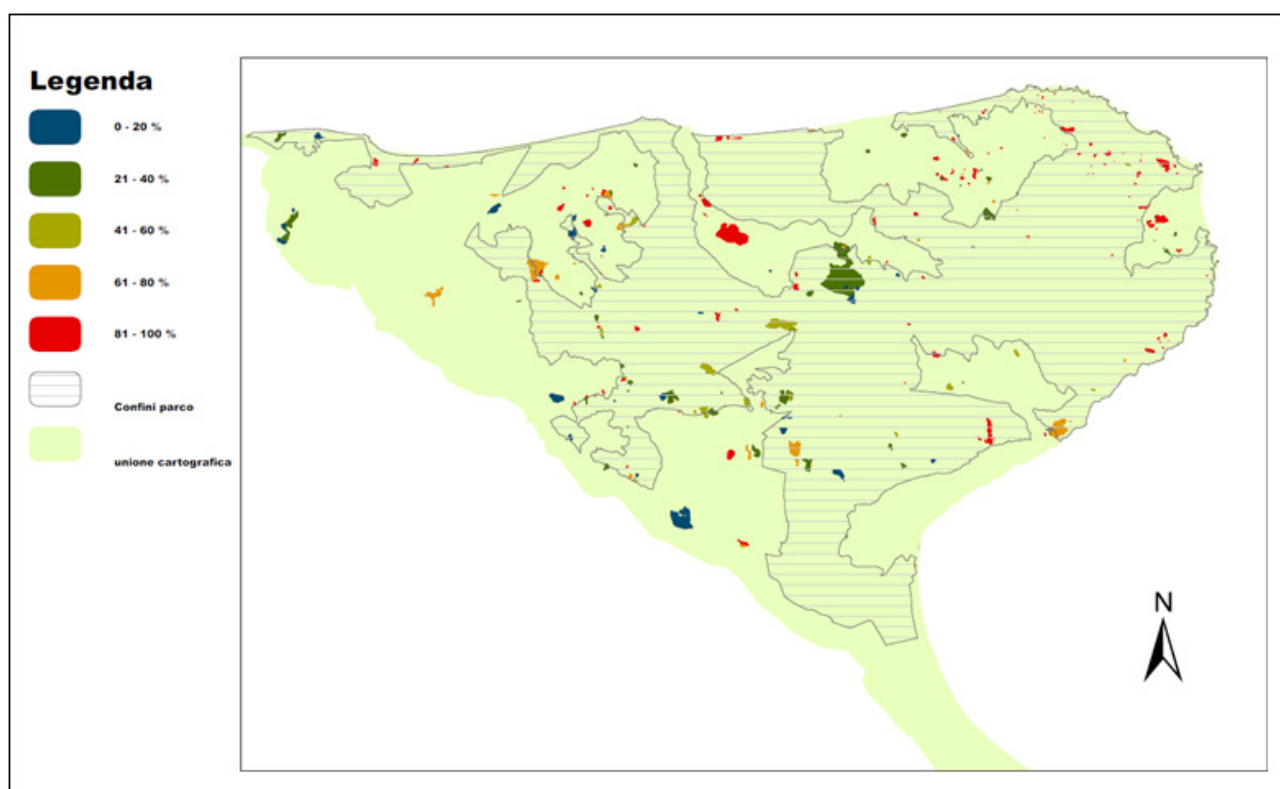 Legenda
0 - 20 %
21 - 40 %
41 - 60 %
61 - 80 %
81 - 100 %
Confini parco
unione cartografica
N